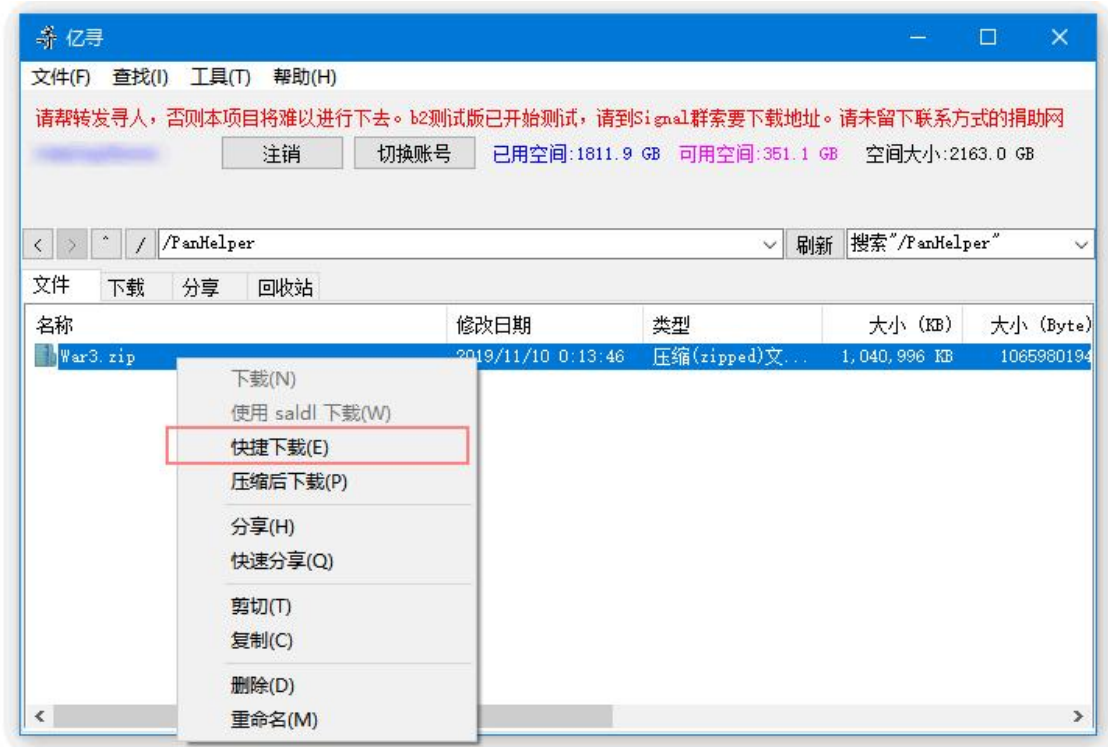 亿寻
文件(F) 查找(I) 工具(T) 帮助(H)
请帮转发寻人，否则本项目将难以进行下去。b2测试版已开始测试，请到Signal群索要下载地址。请未留下联系方式的捐助网
注销 切换账号 已用空间:1811.9 GB 可用空间:351.1 GB 空间大小:2163.0 GB
< > ^ / /PanHelper 刷新 搜索"/PanHelper"
文件 下载 分享 回收站
名称 修改日期 类型 大小 (KB) 大小 (Byte)
War3.zip 2019/11/10 0:13:46 压缩(zipped)文... 1,040,996 KB 1065980194
下载(N)
使用 saldl 下载(W)
快捷下载(E)
压缩后下载(P)
分享(H)
快速分享(Q)
剪切(T)
复制(C)
删除(D)
重命名(M)